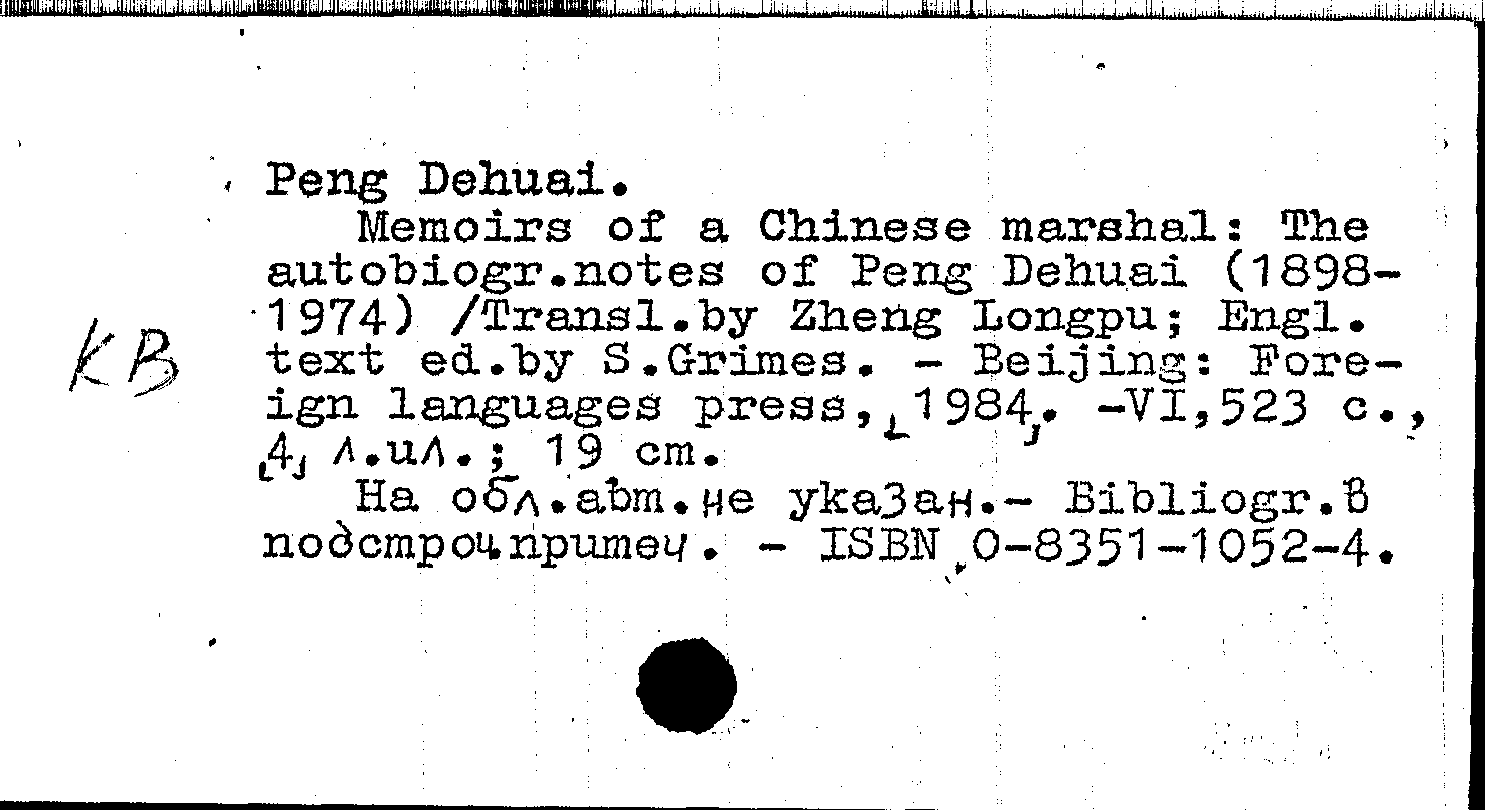 Peng Dehuai.
Memoirs of a Chinese marshal: The
autobiogr.notes of Peng Dehuai (1898-
1974) /Transl.by Zheng Longpu; Engl.
КВ
text ed.by S.Grimes. - Beijing: Fore-
ign languages press, [1984]. -VI,523 с.,
[4] л.ил.; 19 cm.
На обл.авт.не указан.- Bibliogr.в
подстроч.примеч. - ISBN 0-8351-1052-4.